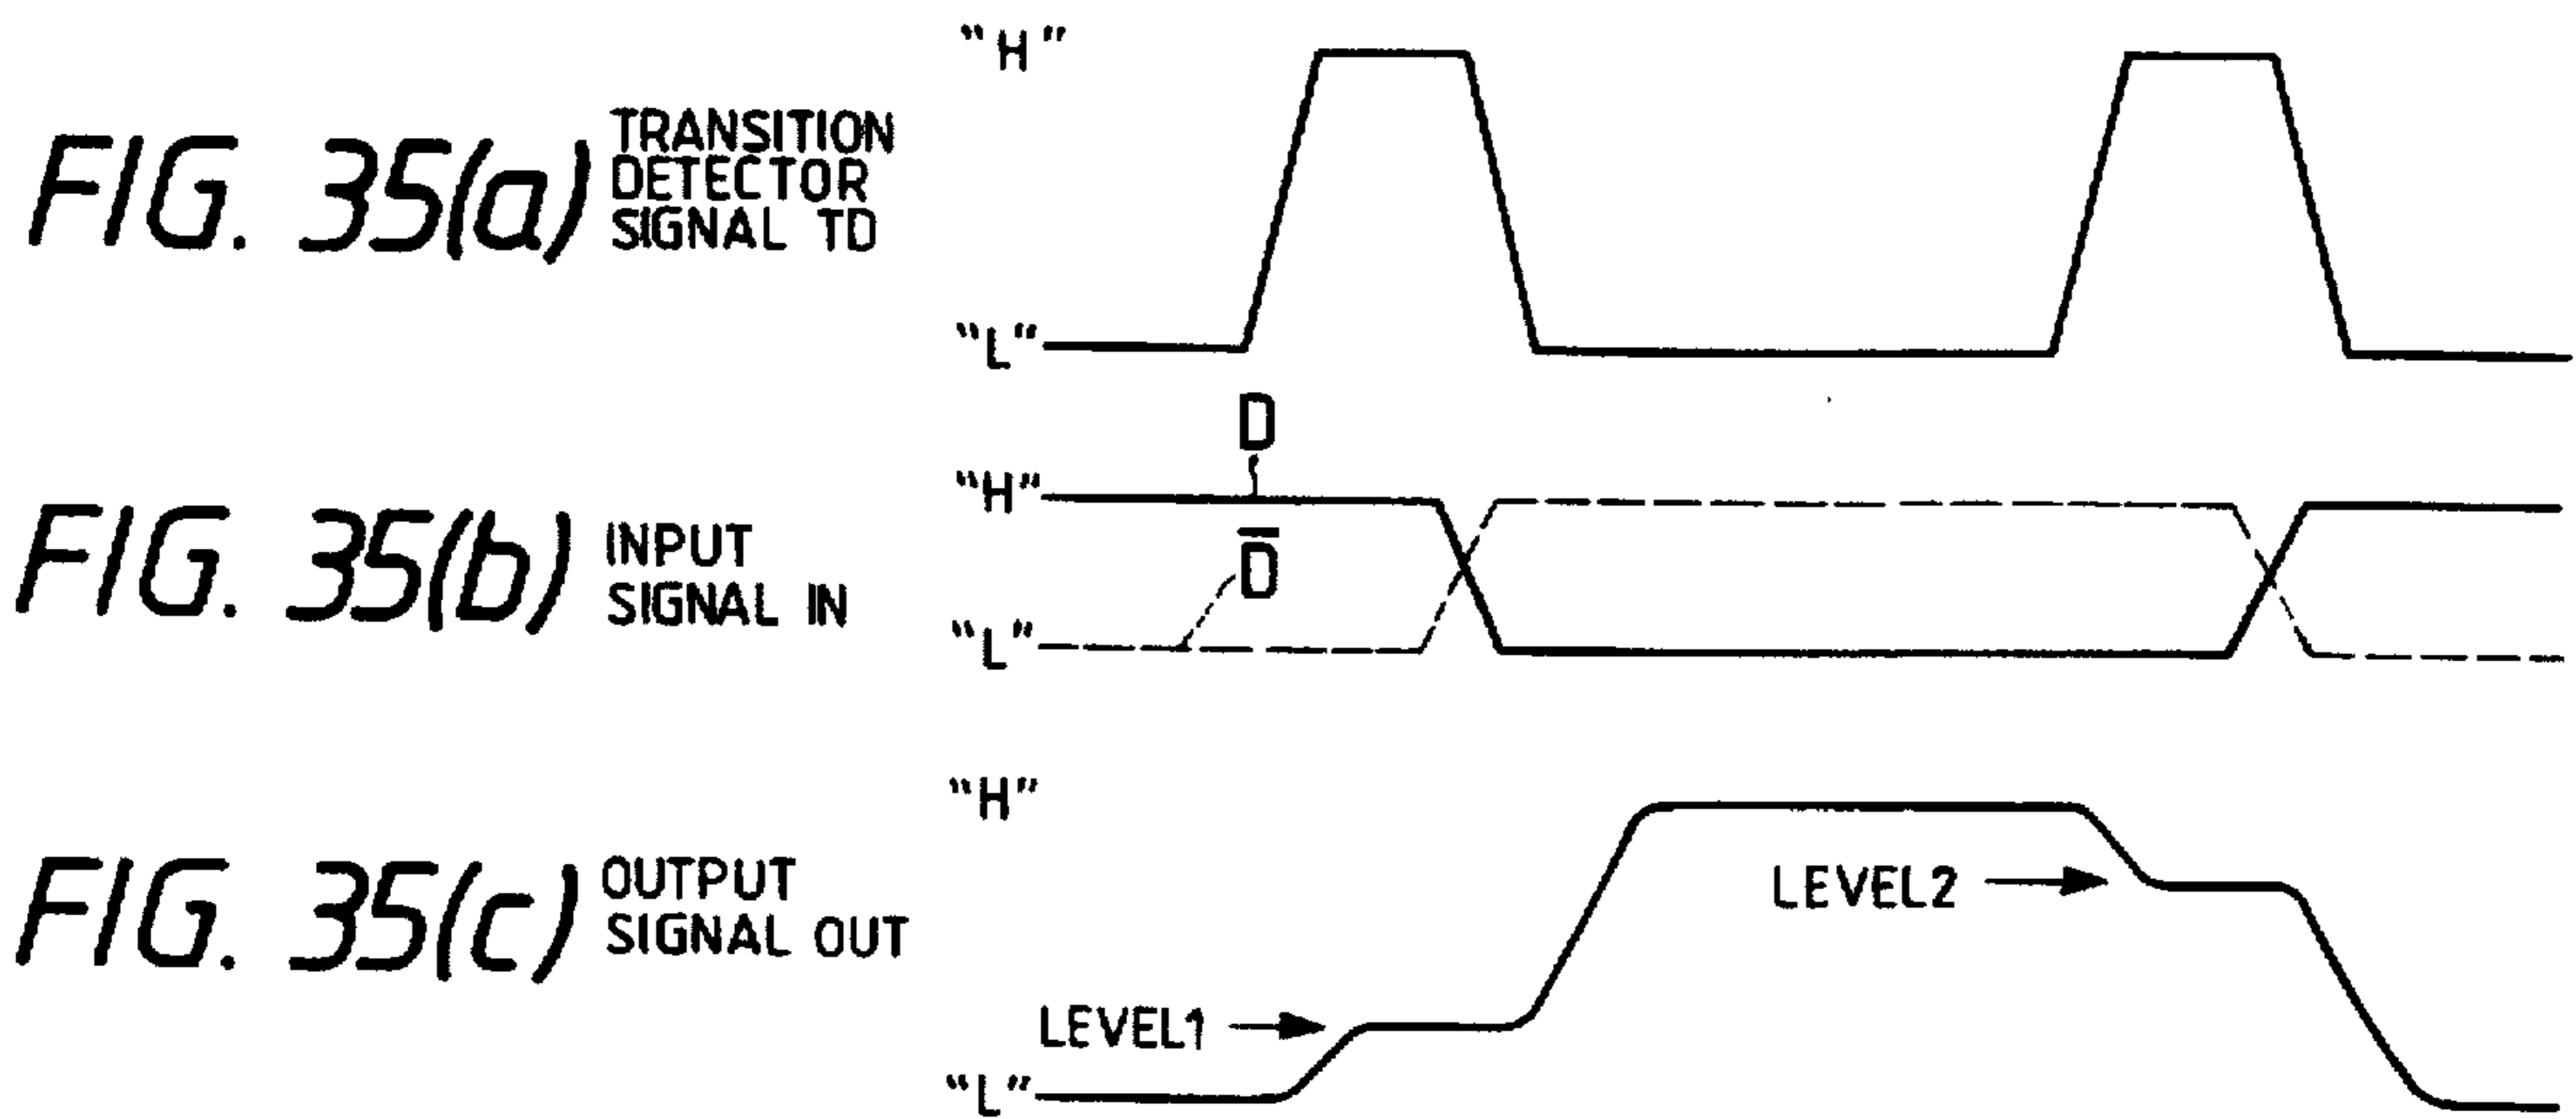 "H"
FIG. 35(a)
TRANSITION
DETECTOR
SIGNAL TD
"L"
D
"H"
D̅
FIG. 35(b)
INPUT
SIGNAL IN
"L"
"H"
FIG. 35(c)
OUTPUT
SIGNAL OUT
LEVEL2
LEVEL1
"L"